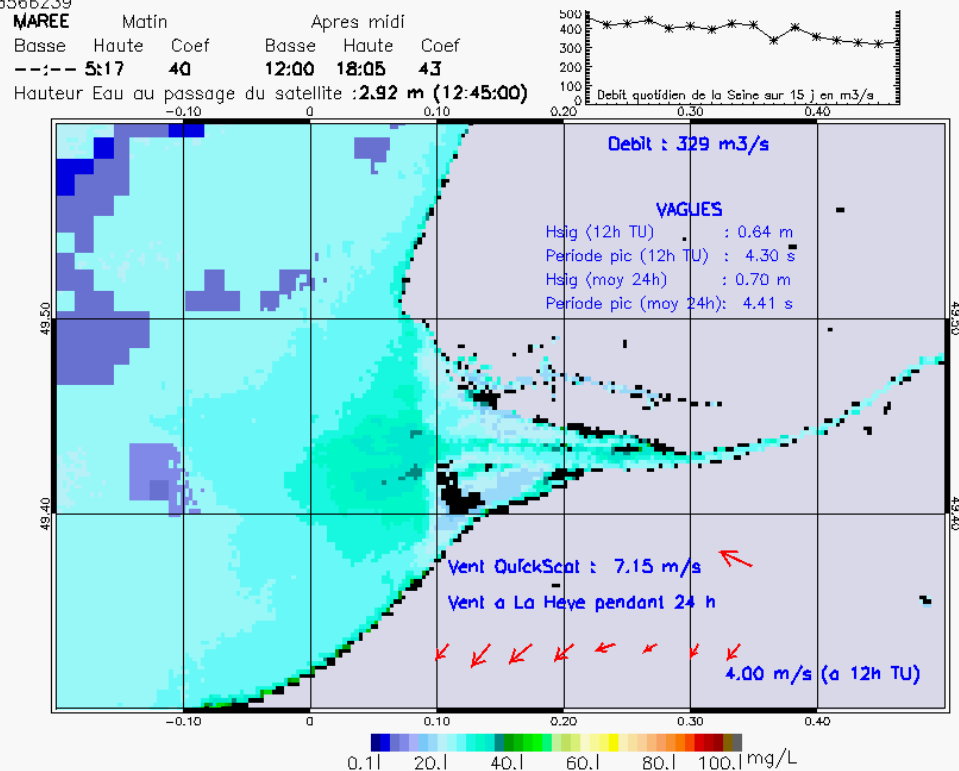 MAREE Matin Apres midi
Basse Haute Coef Basse Haute Coef
--:-- 5:17 40 12:00 18:05 43
Hauteur Eau au passage du satellite :2.92 m (12:45:00)
500
400
300
200
100
0
Debit quotidien de la Seine sur 15 j en m3/s
-0.10 0 0.10 0.20 0.30 0.40
Debit : 329 m3/s
VAGUES
Hsig (12h TU) : 0.64 m
Periode pic (12h TU) : 4.30 s
Hsig (moy 24h) : 0.70 m
Periode pic (moy 24h): 4.41 s
49.50 49.50
49.40 49.40
Vent QuickScat : 7.15 m/s
Vent a La Heve pendant 24 h
4.00 m/s (a 12h TU)
-0.10 0 0.10 0.20 0.30 0.40
0.1| 20.| 40.| 60.| 80.| 100.| mg/L